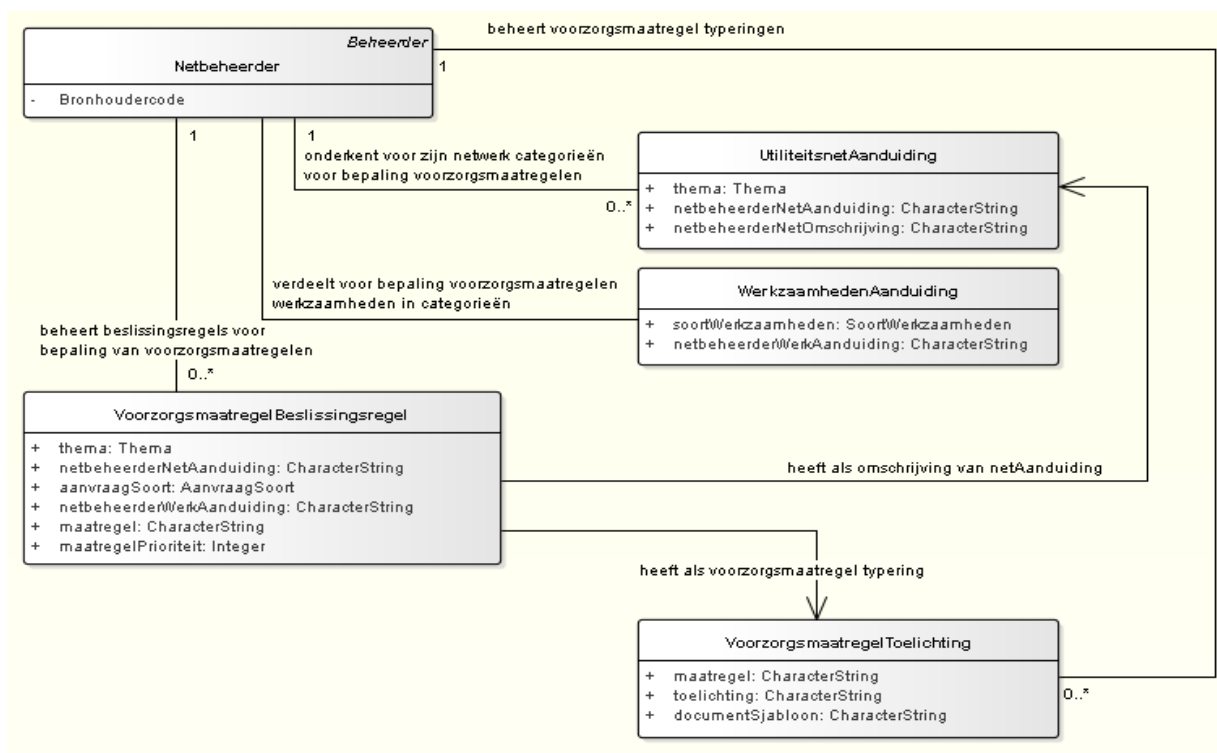 beheert voorzorgsmaatregel typeringen
Beheerder
Netbeheerder
1
- Bronhoudercode
1
1
onderkent voor zijn netwerk categorieën
voor bepaling voorzorgsmaatregelen
0..*
UtiliteitsnetAanduiding
+ thema: Thema
+ netbeheerderNetAanduiding: CharacterString
+ netbeheerderNetOmschrijving: CharacterString
verdeelt voor bepaling voorzorgsmaatregelen
werkzaamheden in categorieën
WerkzaamhedenAanduiding
+ soortWerkzaamheden: SoortWerkzaamheden
+ netbeheerderWerkAanduiding: CharacterString
beheert beslissingsregels voor
bepaling van voorzorgsmaatregelen
0..*
VoorzorgsmaatregelBeslissingsregel
+ thema: Thema
+ netbeheerderNetAanduiding: CharacterString
+ aanvraagSoort: AanvraagSoort
+ netbeheerderWerkAanduiding: CharacterString
+ maatregel: CharacterString
+ maatregelPrioriteit: Integer
heeft als omschrijving van netAanduiding
heeft als voorzorgsmaatregel typering
VoorzorgsmaatregelToelichting
+ maatregel: CharacterString
+ toelichting: CharacterString
+ documentSjabloon: CharacterString
0..*